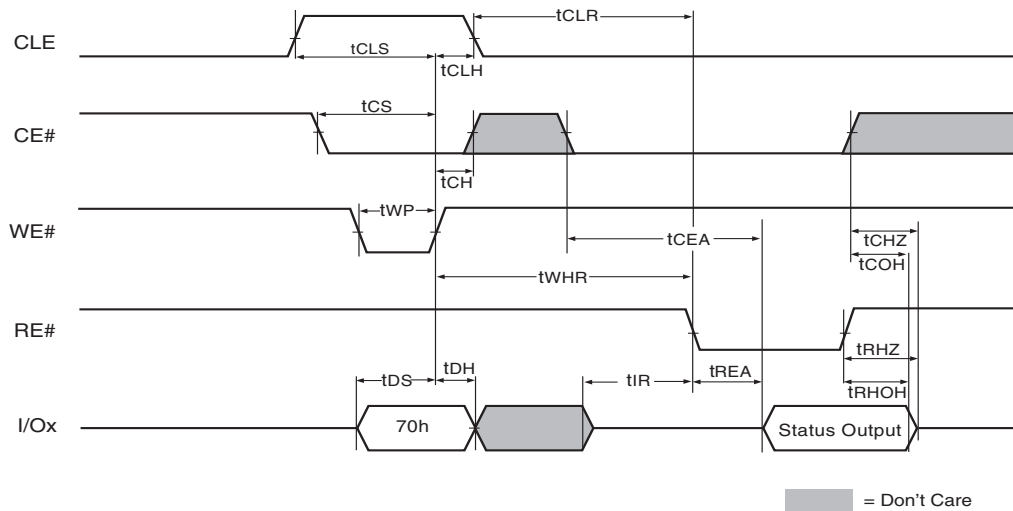 tCLR
CLE
tCLS
tCLH
tCS
CE#
tCH
tWP
WE#
tCEA
tCHZ
tCOH
tWHR
RE#
tRHZ
tDS
tDH
tIR
tREA
tRHOH
I/Ox
70h
Status Output
= Don't Care